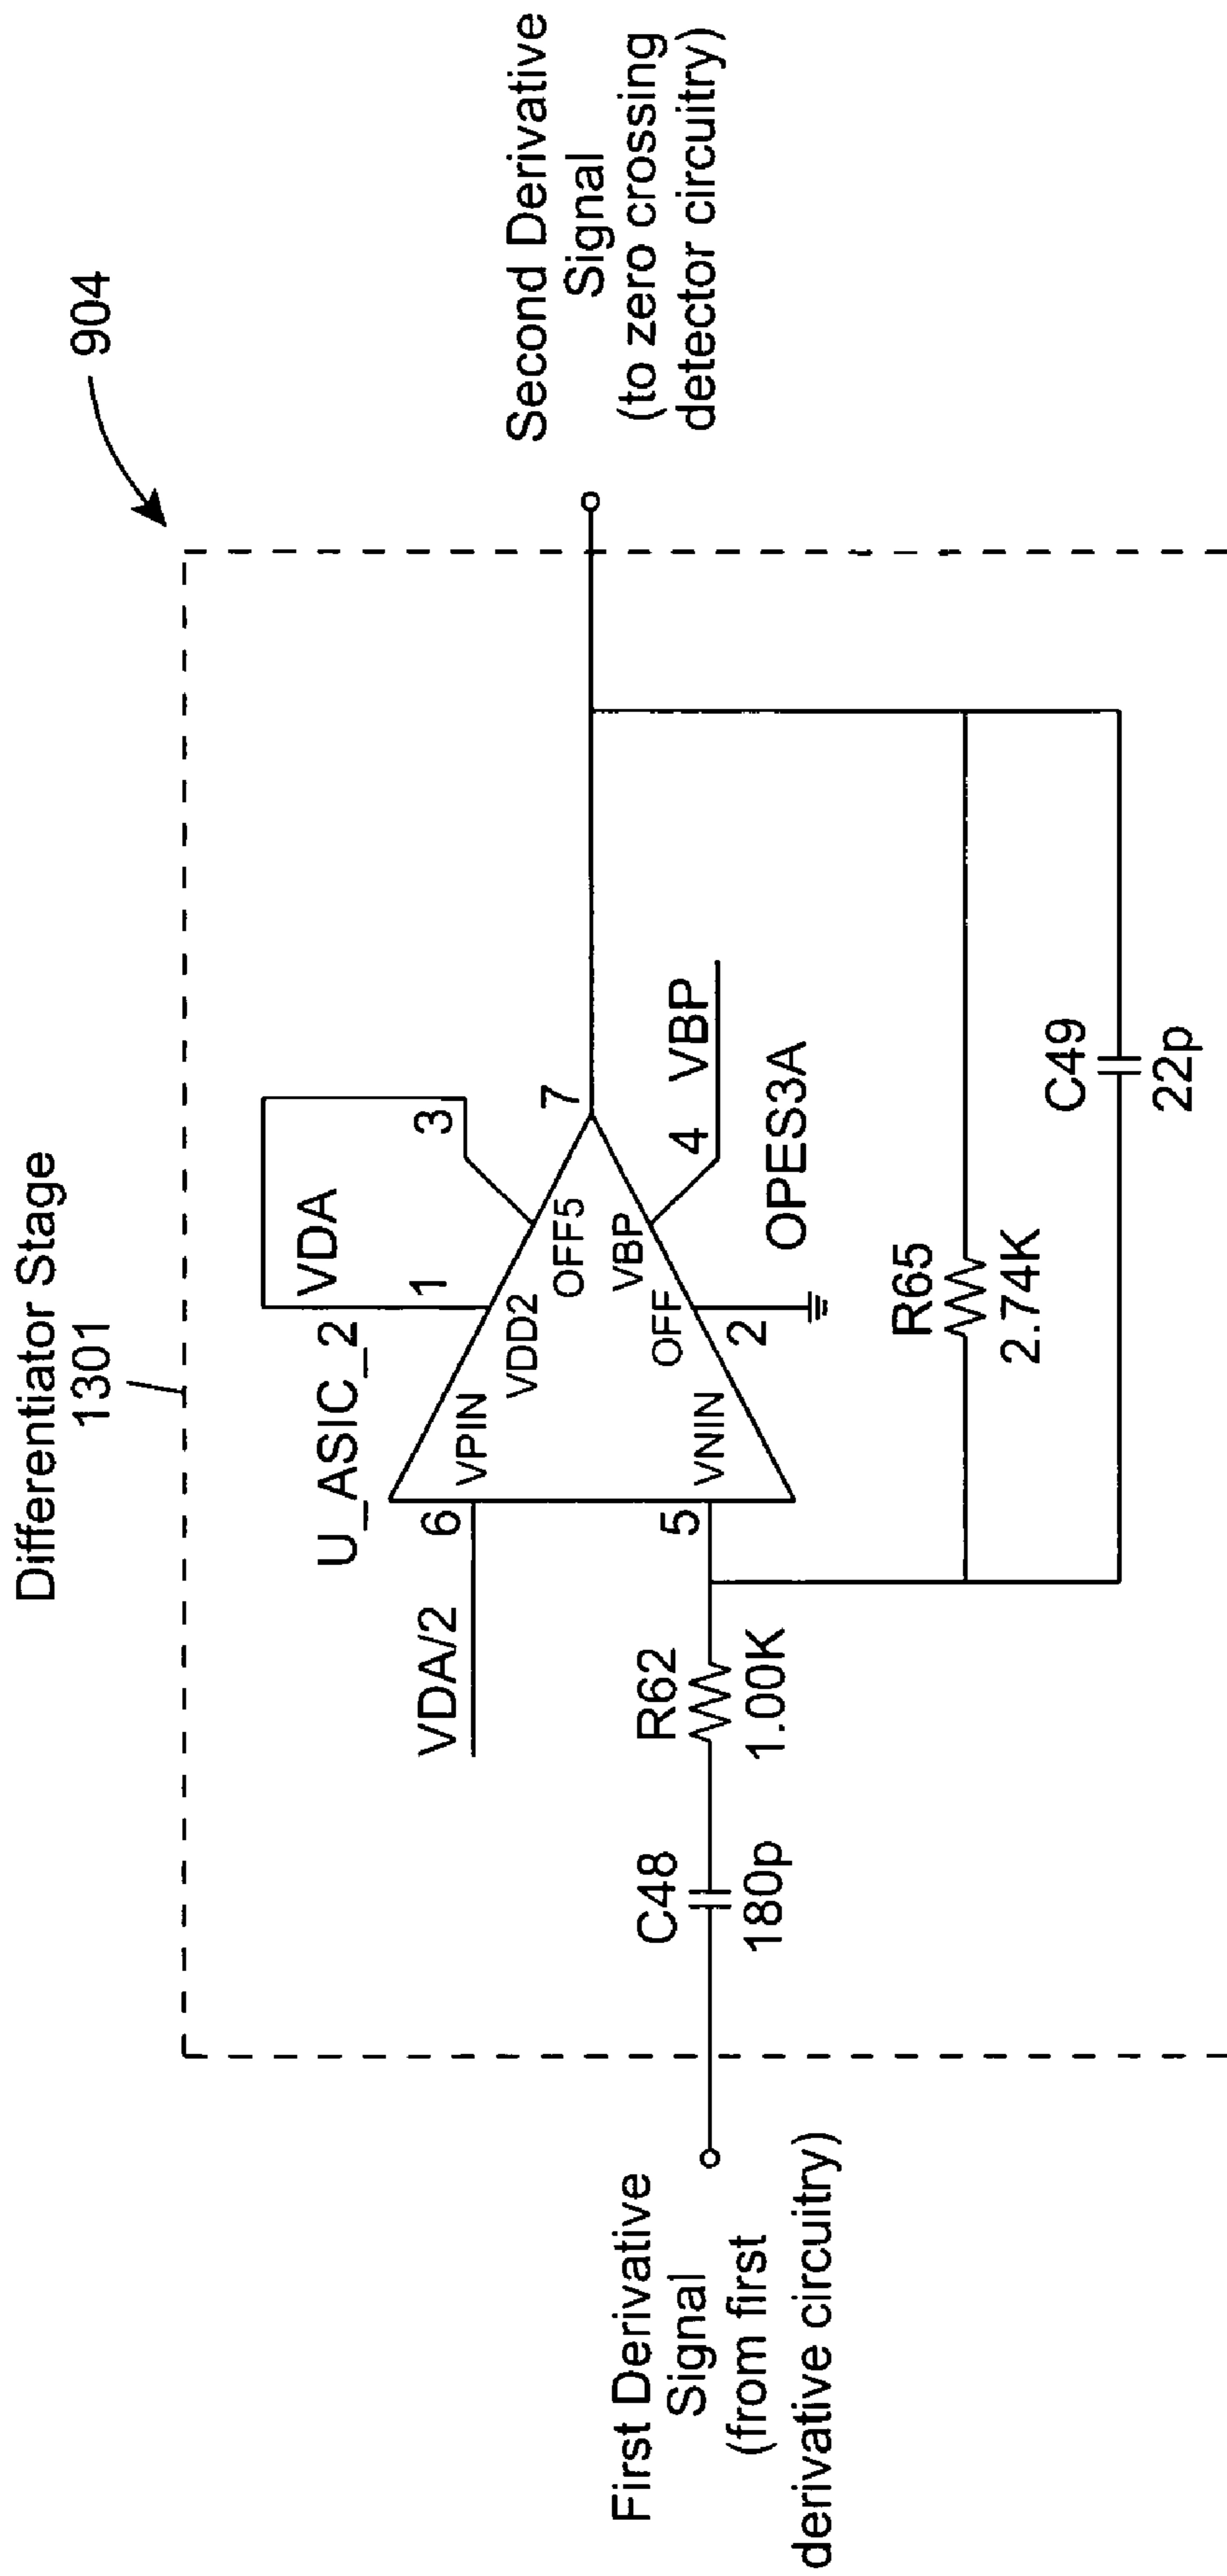 Differentiator Stage
1301
904
U_ASIC_2
VDA
1
3
VDA/2
6
VPIN
VDD2
OFF5
7
5
VNIN
OFF
VBP
2
4
VBP
OPES3A
First Derivative
Signal
(from first
derivative circuitry)
C48
180p
R62
1.00K
R65
2.74K
C49
22p
Second Derivative
Signal
(to zero crossing
detector circuitry)